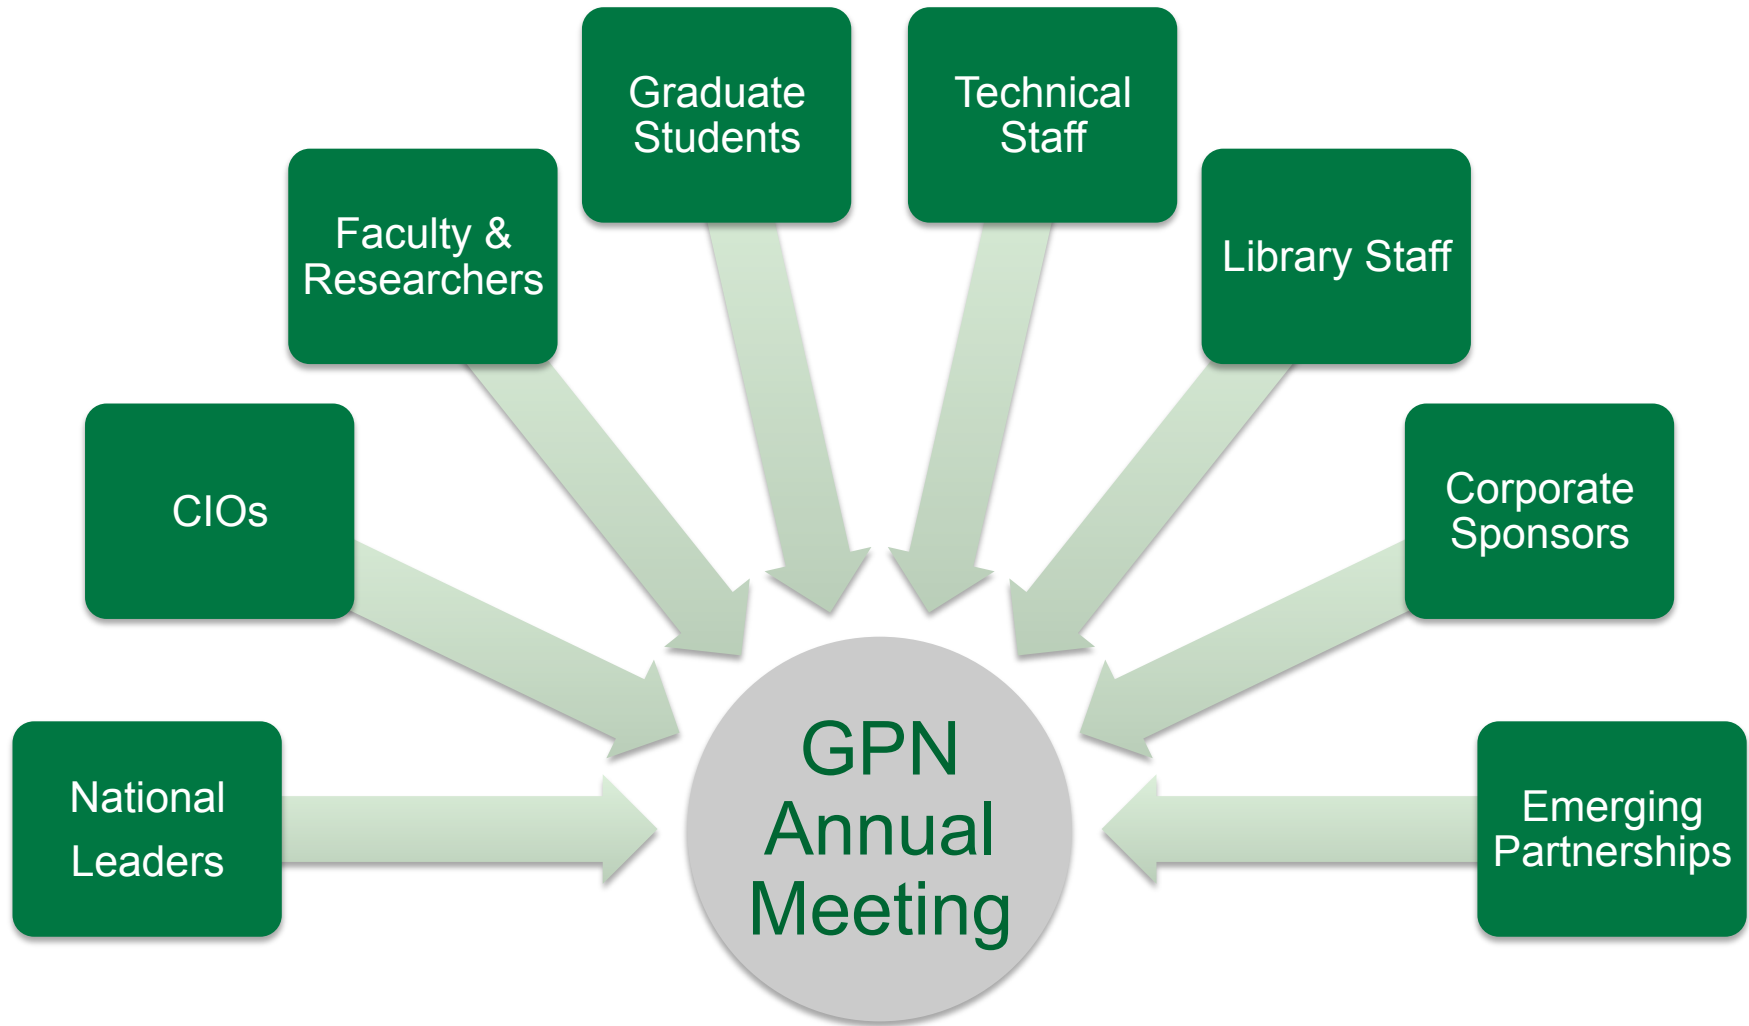 Graduate
Students
Technical
Staff
Faculty &
Researchers
Library Staff
CIOs
Corporate
Sponsors
National
Leaders
GPN
Annual
Meeting
Emerging
Partnerships